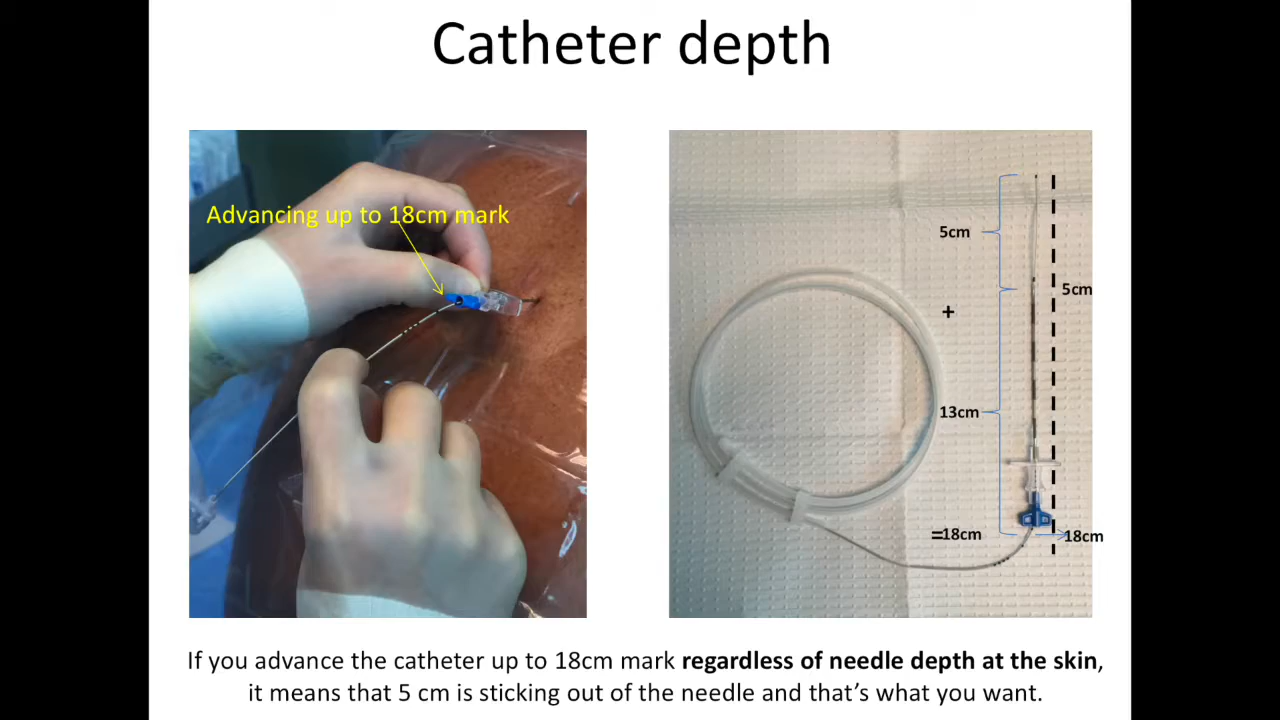 Catheter depth
Advancing up to 18cm mark
5cm
5cm
+
13cm
=18cm
18cm
If you advance the catheter up to 18cm mark regardless of needle depth at the skin,
it means that 5 cm is sticking out of the needle and that’s what you want.